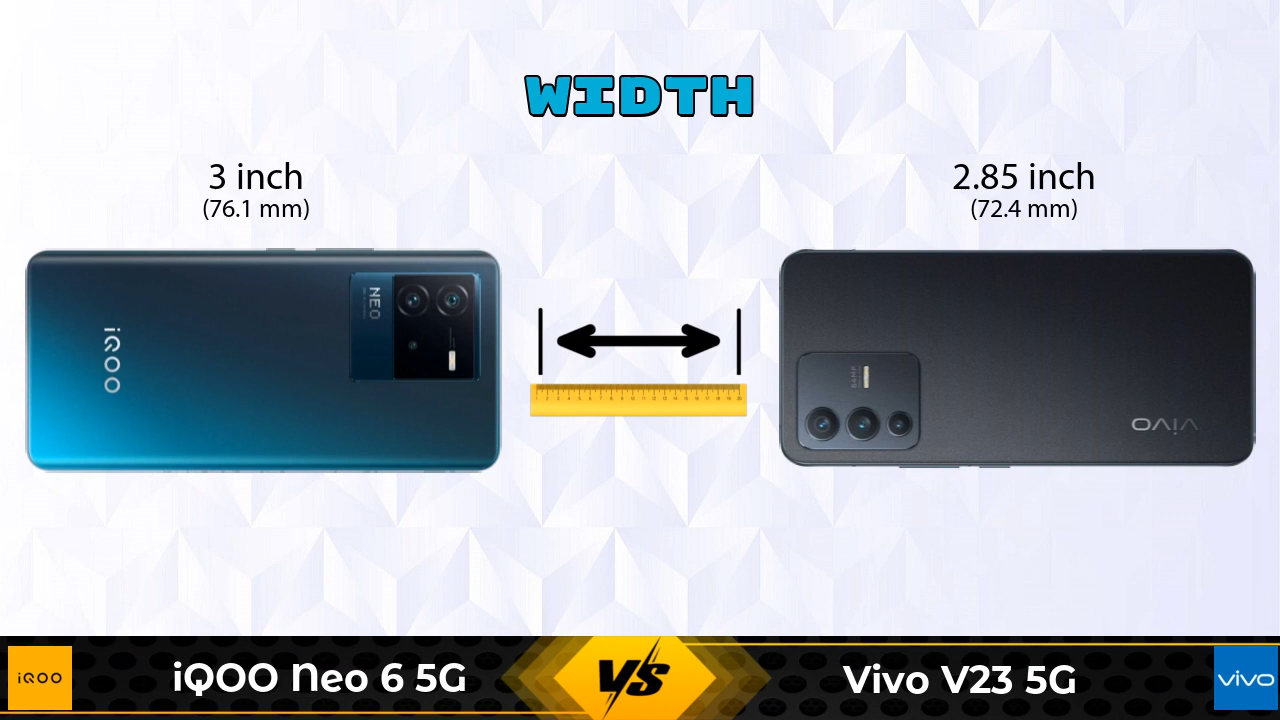 WIDTH
3 inch
(76.1 mm)
2.85 inch
(72.4 mm)
NEO
iQOO
64MP
vivo
iQOO
iQOO Neo 6 5G
VS
Vivo V23 5G
vivo